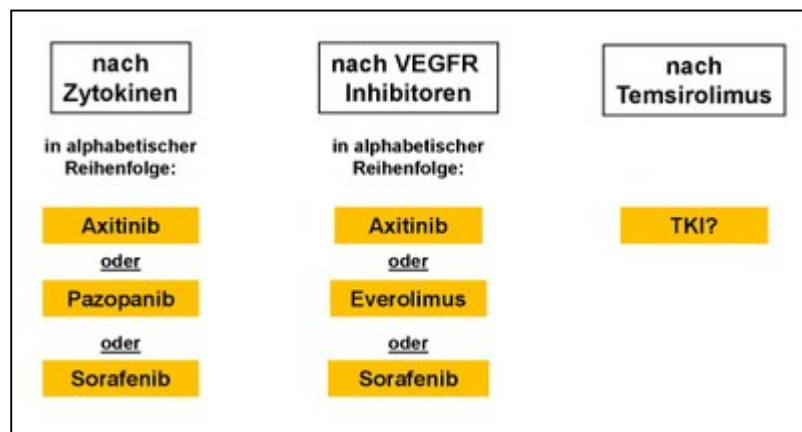 nach
Zytokinen
in alphabetischer
Reihenfolge:
Axitinib
oder
Pazopanib
oder
Sorafenib
nach VEGFR
Inhibitoren
in alphabetischer
Reihenfolge:
Axitinib
oder
Everolimus
oder
Sorafenib
nach
Temsirolimus
TKI?